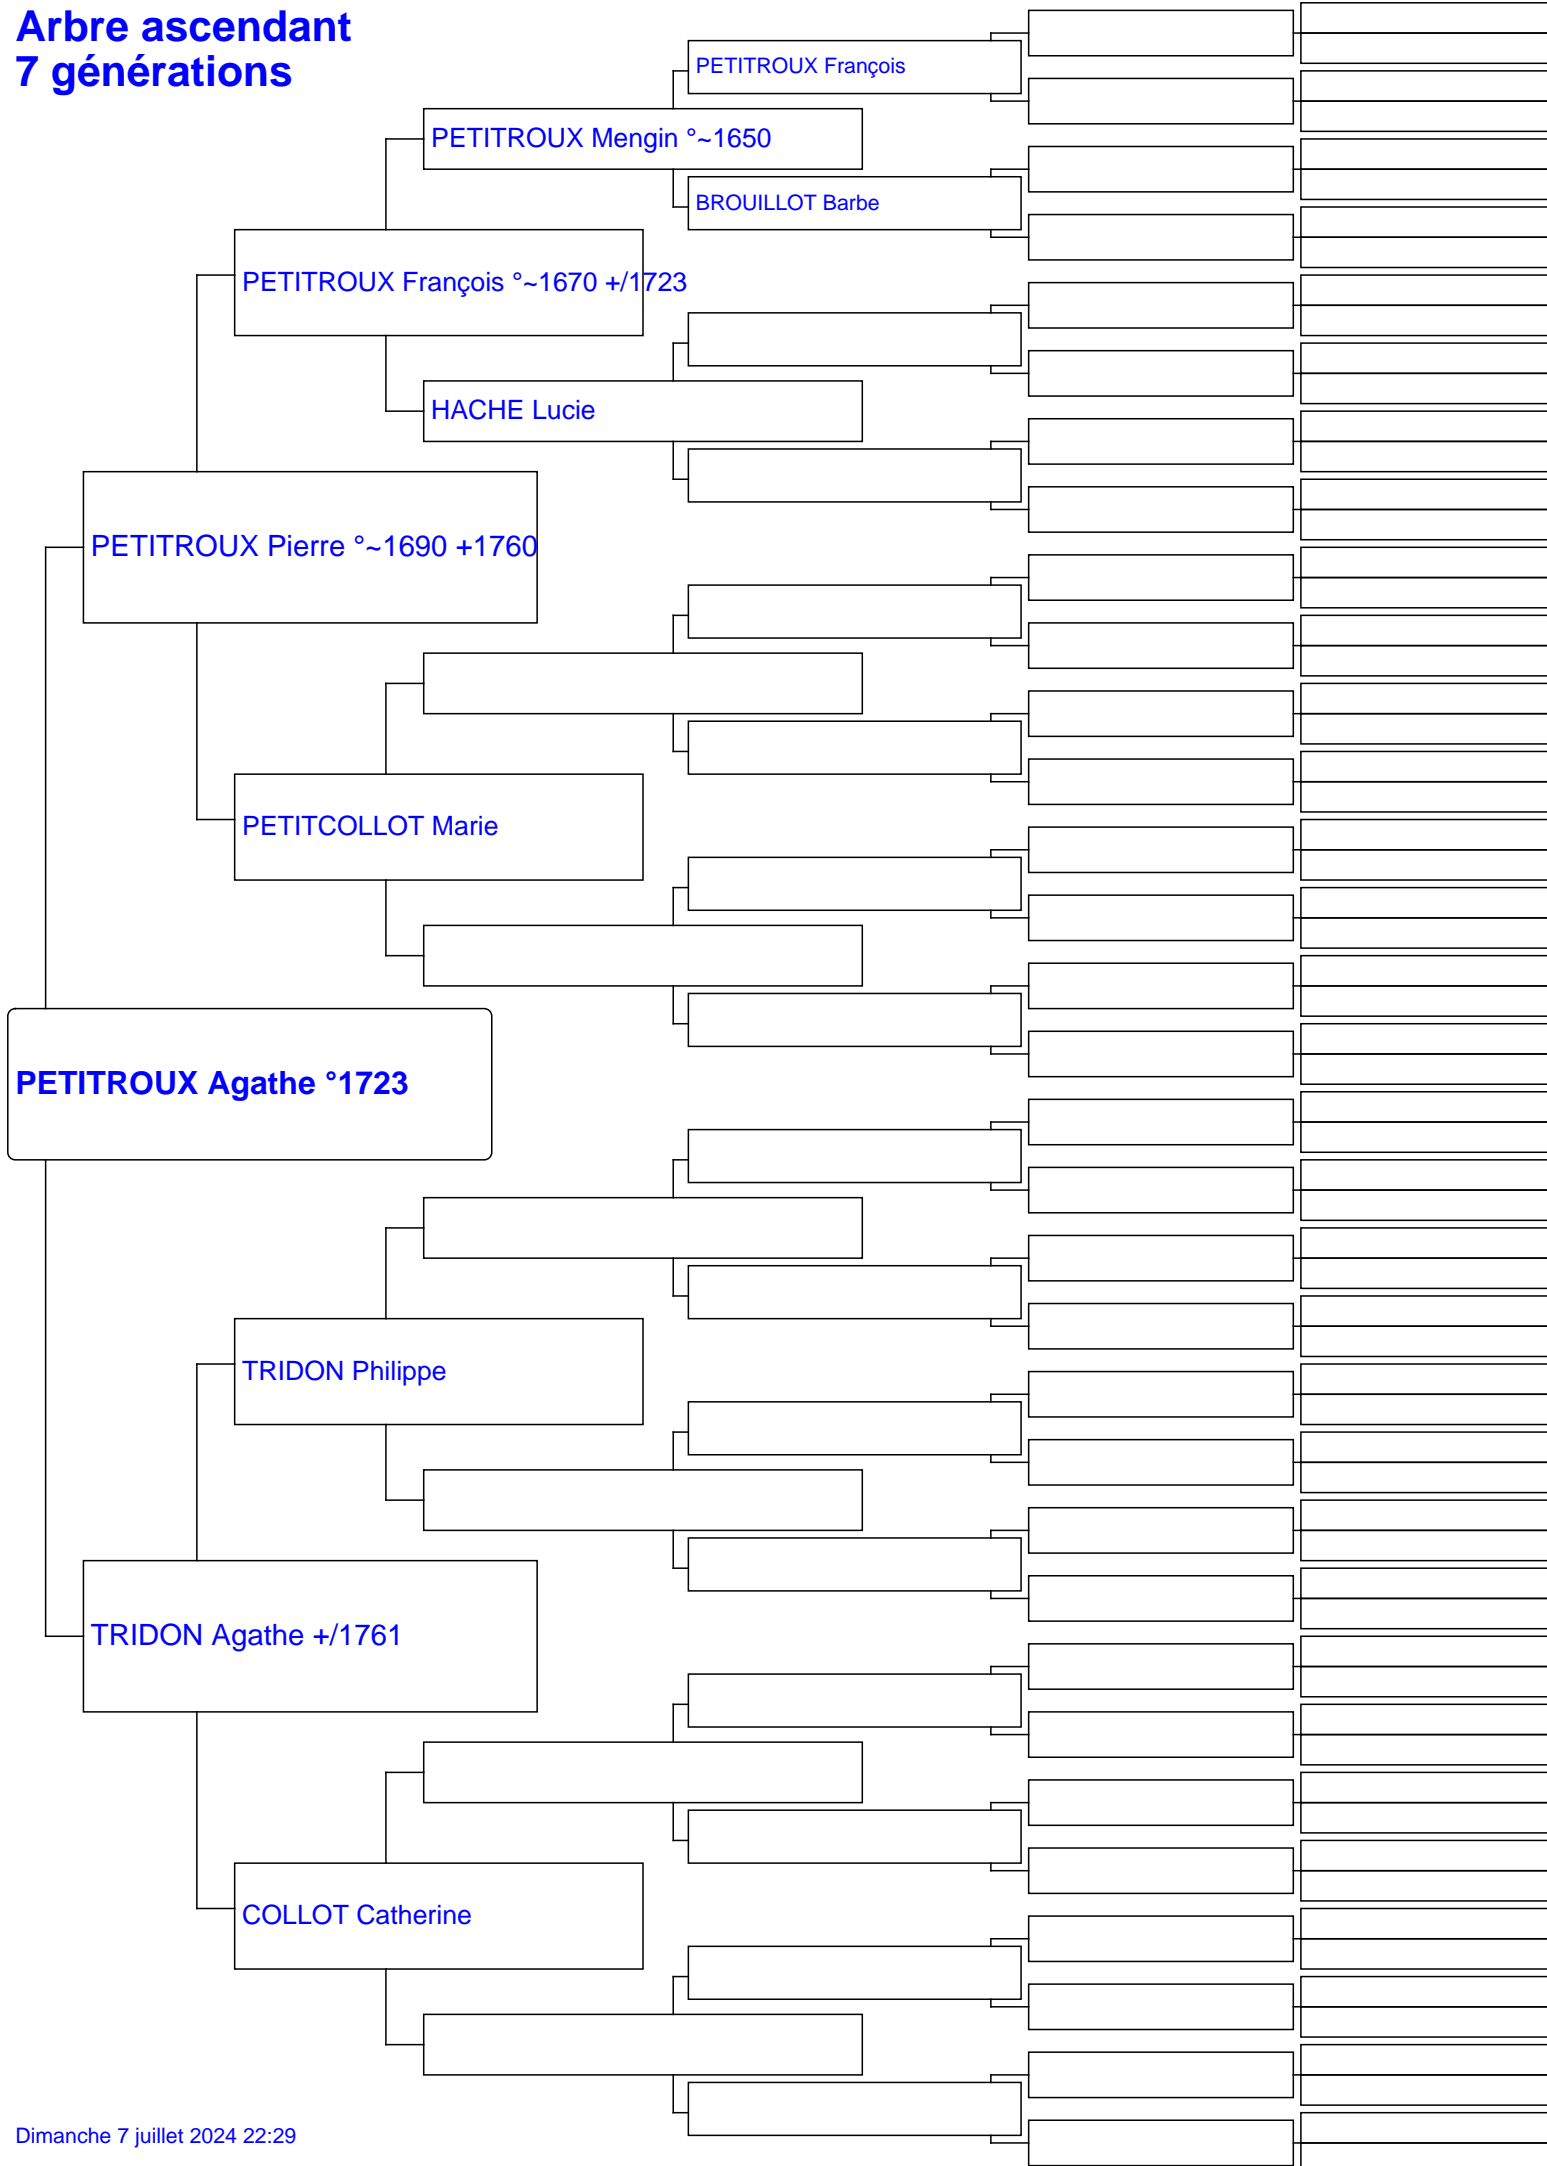 Arbre ascendant
7 générations
PETITROUX François
PETITROUX Mengin °~1650
BROUILLOT Barbe
PETITROUX François °~1670 +/1723
HACHE Lucie
PETITROUX Pierre °~1690 +1760
PETITCOLLOT Marie
PETITROUX Agathe °1723
TRIDON Philippe
TRIDON Agathe +/1761
COLLOT Catherine
Dimanche 7 juillet 2024 22:29